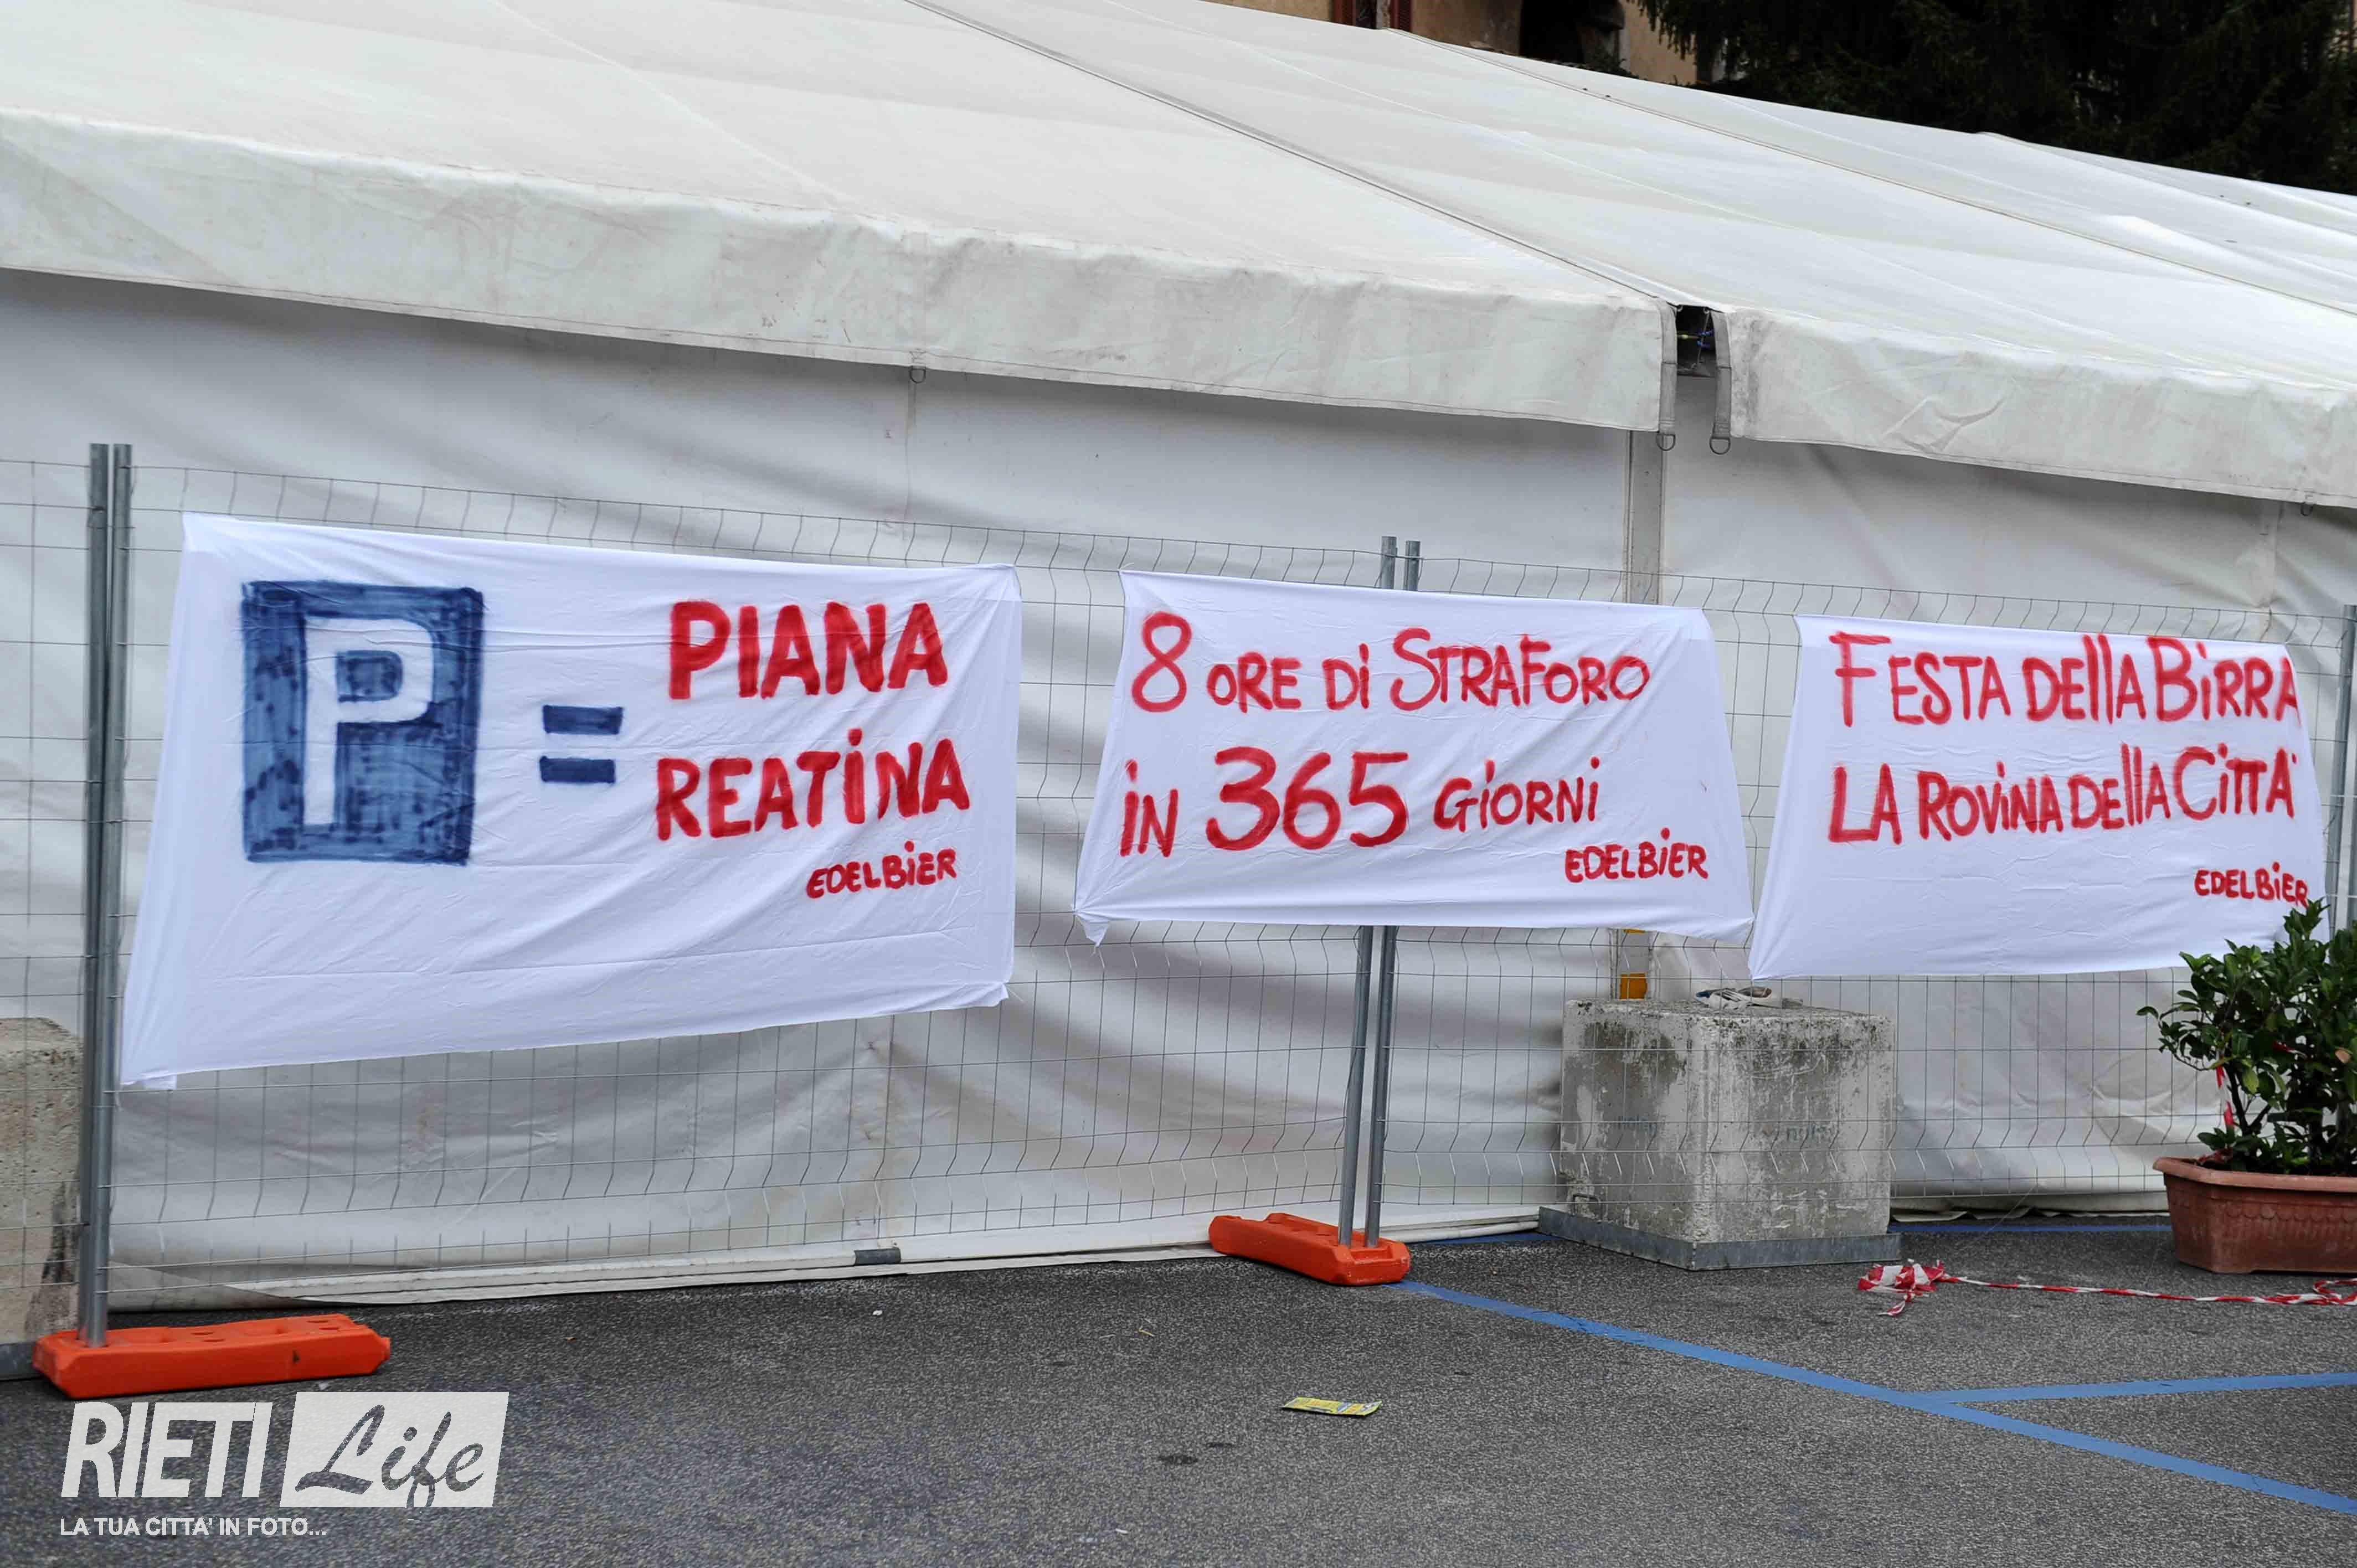 P = PIANA
REATINA
EDELBIER
8 ORE DI STRAFORO
IN 365 GIORNI
EDELBIER
FESTA DELLA BIRRA
LA ROVINA DELLA CITTA'
EDELBIER
RIETI Life
LA TUA CITTA' IN FOTO...